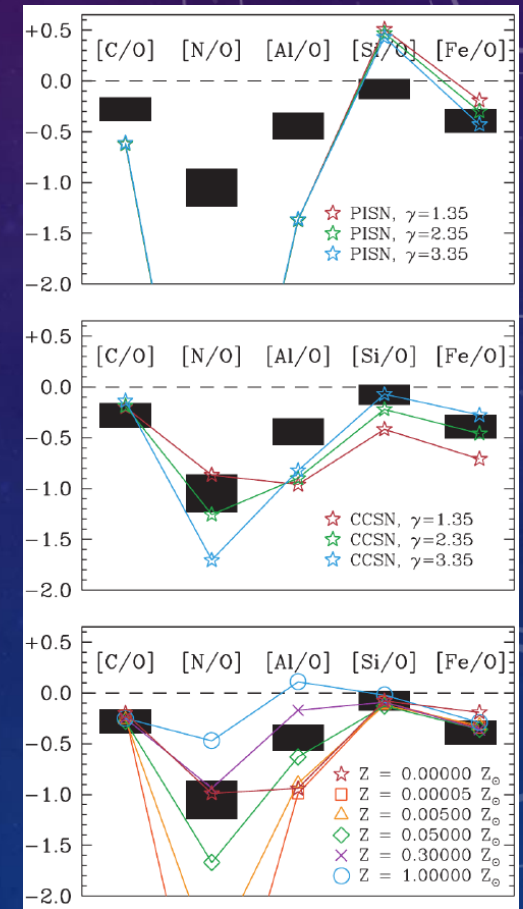 +0.5
[C/O] [N/O] [Al/O] [Si/O] [Fe/O]
0.0
−0.5
−1.0
PISN, γ=1.35
−1.5
PISN, γ=2.35
PISN, γ=3.35
−2.0
+0.5
[C/O] [N/O] [Al/O] [Si/O] [Fe/O]
0.0
−0.5
−1.0
CCSN, γ=1.35
−1.5
CCSN, γ=2.35
CCSN, γ=3.35
−2.0
+0.5
[C/O] [N/O] [Al/O] [Si/O] [Fe/O]
0.0
−0.5
Z = 0.00000 Z⊙
−1.0
Z = 0.00005 Z⊙
Z = 0.00500 Z⊙
−1.5
Z = 0.05000 Z⊙
Z = 0.30000 Z⊙
Z = 1.00000 Z⊙
−2.0